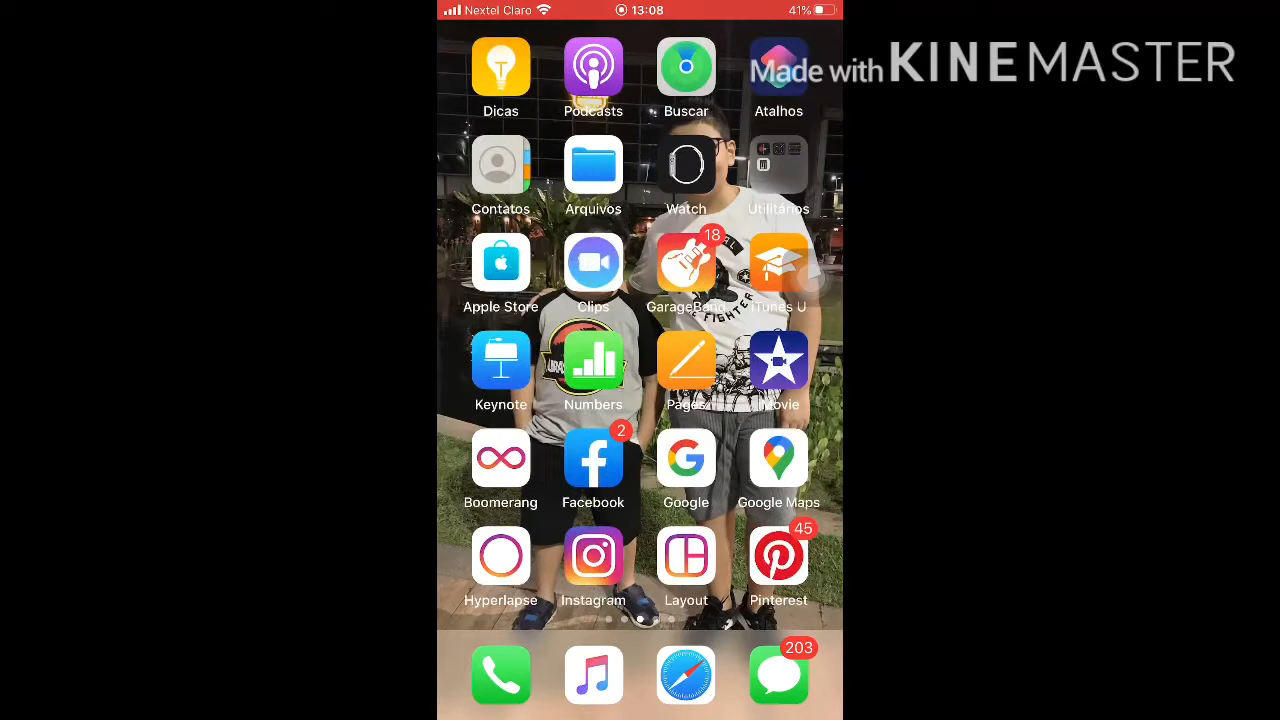 Nextel Claro 13:08 41%
Made with KINEMASTER
Dicas Podcasts Buscar Atalhos
Contatos Arquivos Watch Utilitários
18
Apple Store Clips GarageBand iTunes U
Keynote Numbers Pages iMovie
2
Boomerang Facebook Google Google Maps
45
Hyperlapse Instagram Layout Pinterest
203